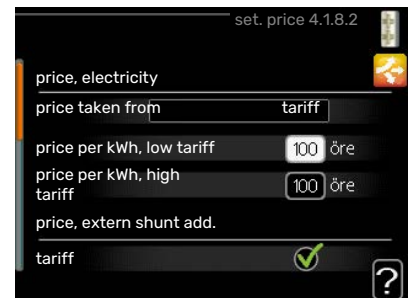 set. price 4.1.8.2
price, electricity
price taken from tariff
price per kWh, low tariff 100 öre
price per kWh, high
tariff 100 öre
price, extern shunt add.
tariff
?